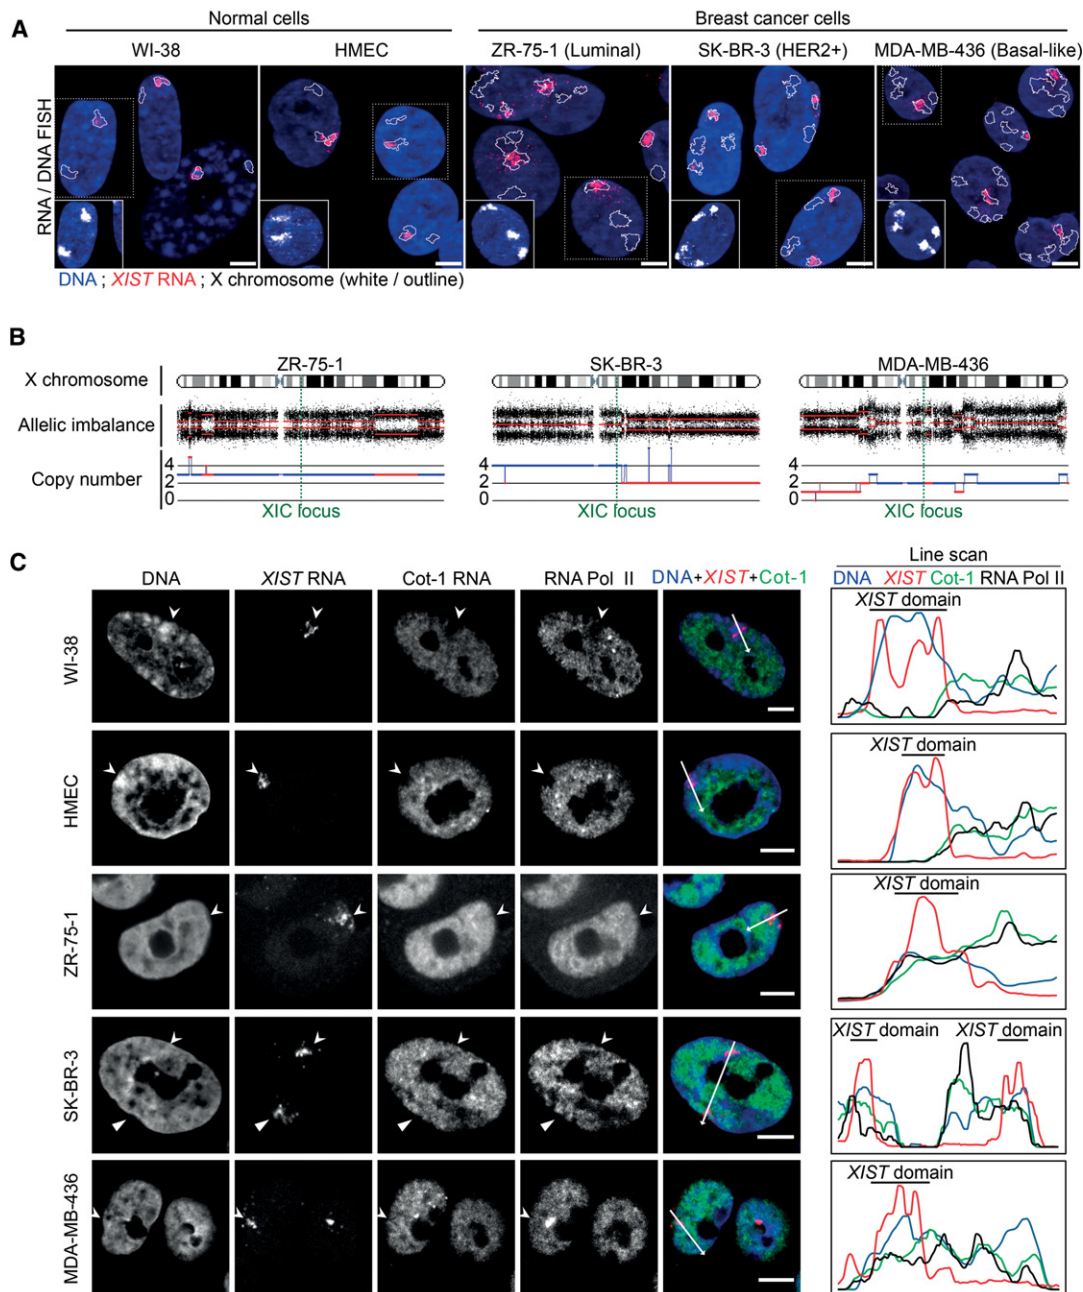 A
Normal cells
Breast cancer cells
WI-38
HMEC
ZR-75-1 (Luminal)
SK-BR-3 (HER2+)
MDA-MB-436 (Basal-like)
RNA / DNA FISH
DNA ; XIST RNA ; X chromosome (white / outline)
B
ZR-75-1
SK-BR-3
MDA-MB-436
X chromosome
Allelic imbalance
Copy number
4
2
0
4
2
0
4
2
0
XIC focus
XIC focus
XIC focus
C
DNA
XIST RNA
Cot-1 RNA
RNA Pol II
DNA+XIST+Cot-1
Line scan
DNA XIST Cot-1 RNA Pol II
WI-38
XIST domain
HMEC
XIST domain
ZR-75-1
XIST domain
SK-BR-3
XIST domain XIST domain
MDA-MB-436
XIST domain